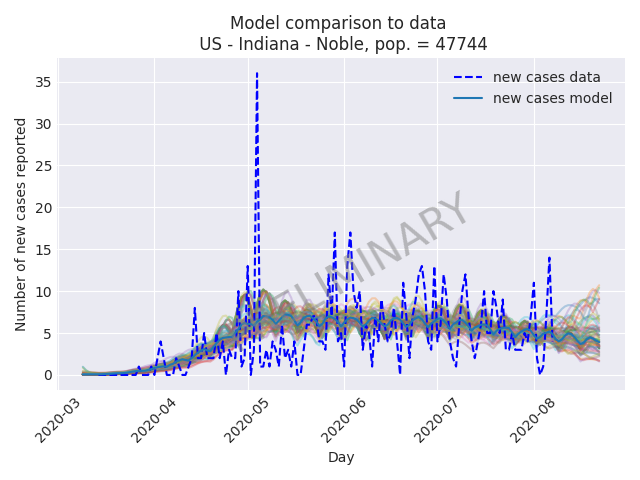 Model comparison to data
US - Indiana - Noble, pop. = 47744
new cases data
new cases model
Number of new cases reported
35
30
25
20
15
10
5
0
2020-03
2020-04
2020-05
2020-06
2020-07
2020-08
Day